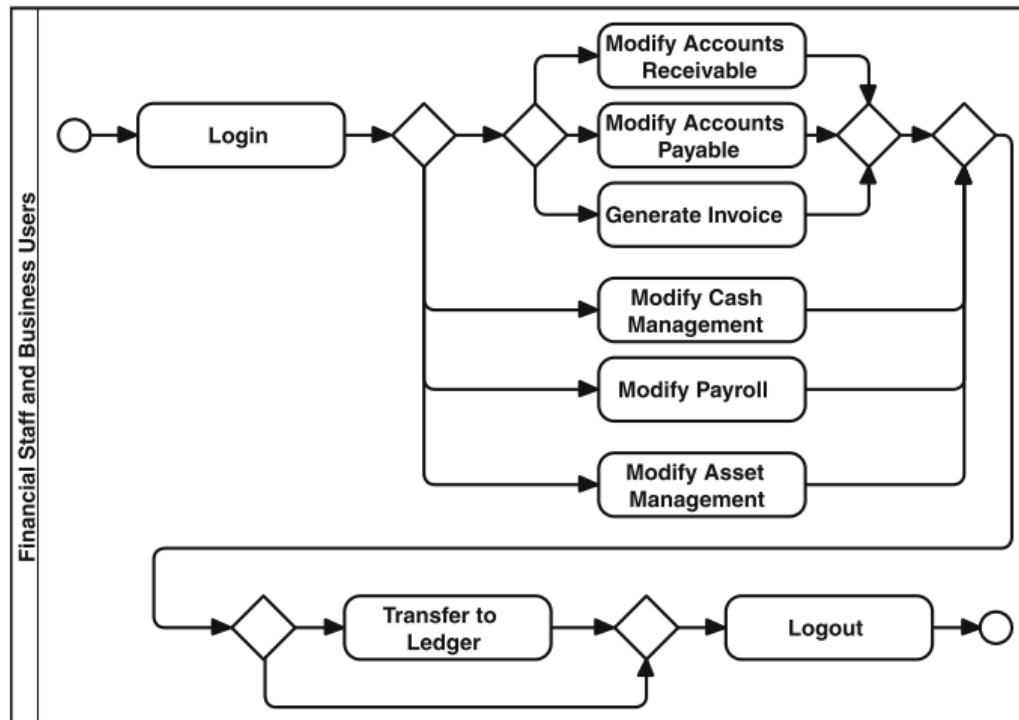 Financial Staff and Business Users
Login
Modify Accounts
Receivable
Modify Accounts
Payable
Generate Invoice
Modify Cash
Management
Modify Payroll
Modify Asset
Management
Transfer to
Ledger
Logout